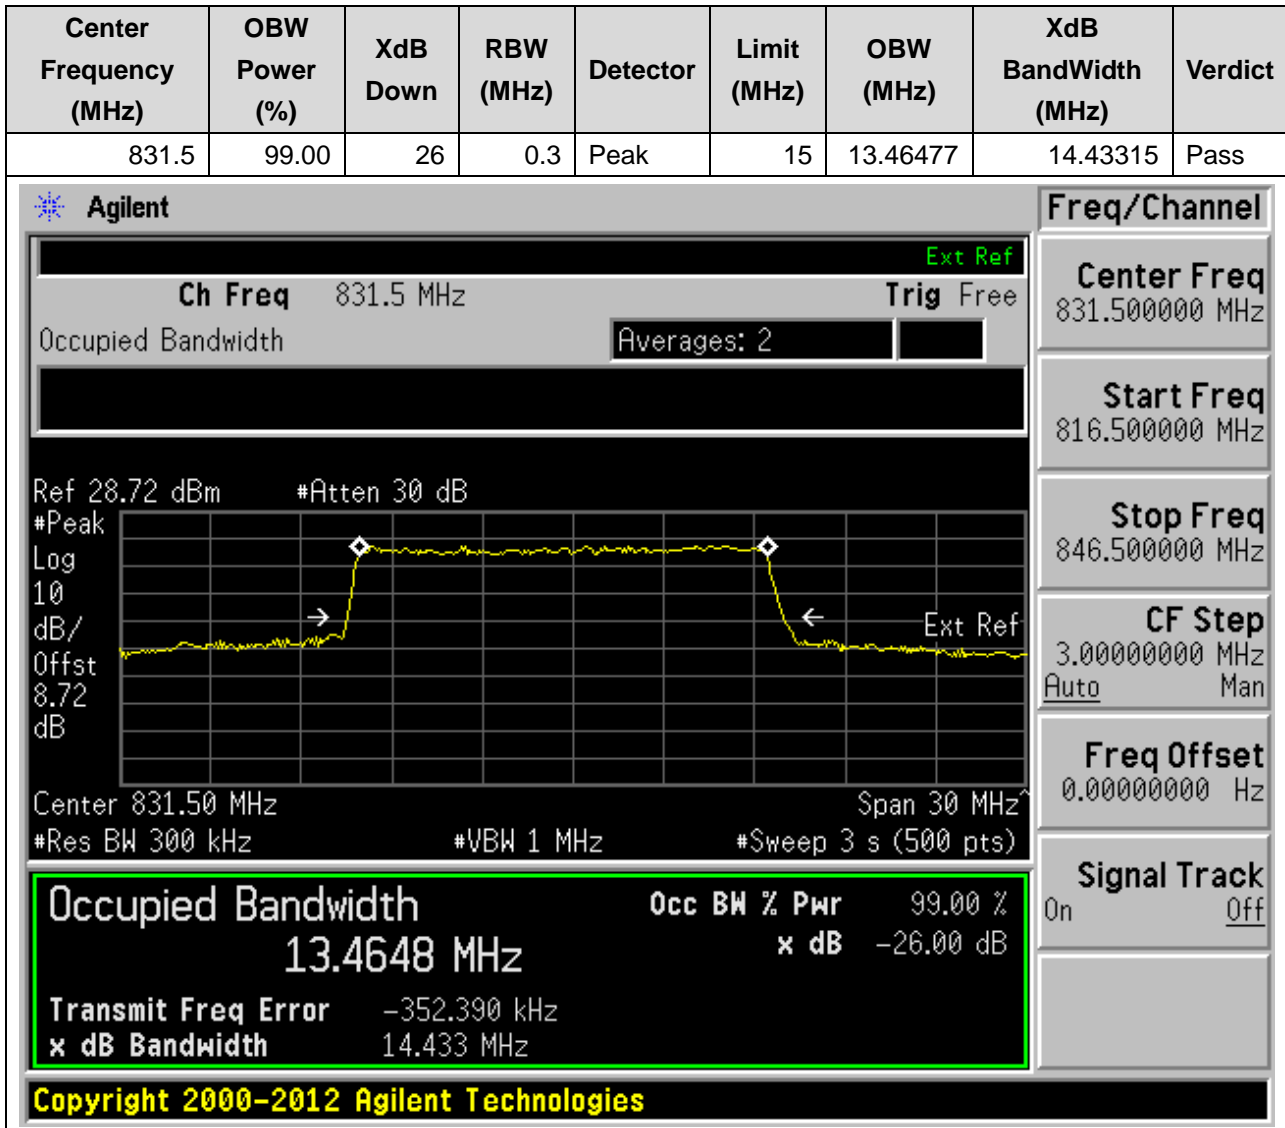 Center Frequency (MHz) OBW Power (%) XdB Down RBW (MHz) Detector Limit (MHz) OBW (MHz) XdB BandWidth (MHz) Verdict
831.5 99.00 26 0.3 Peak 15 13.46477 14.43315 Pass
Agilent
Ext Ref
Ch Freq 831.5 MHz Trig Free
Occupied Bandwidth Averages: 2
Ref 28.72 dBm #Atten 30 dB
#Peak
Log
10
dB/
Offst
8.72
dB
Ext Ref
Center 831.50 MHz Span 30 MHz^
#Res BW 300 kHz #VBW 1 MHz #Sweep 3 s (500 pts)
Occupied Bandwidth Occ BW % Pwr 99.00 %
13.4648 MHz x dB -26.00 dB
Transmit Freq Error -352.390 kHz
x dB Bandwidth 14.433 MHz
Copyright 2000-2012 Agilent Technologies
Freq/Channel
Center Freq
831.500000 MHz
Start Freq
816.500000 MHz
Stop Freq
846.500000 MHz
CF Step
3.00000000 MHz
Auto Man
Freq Offset
0.00000000 Hz
Signal Track
On Off